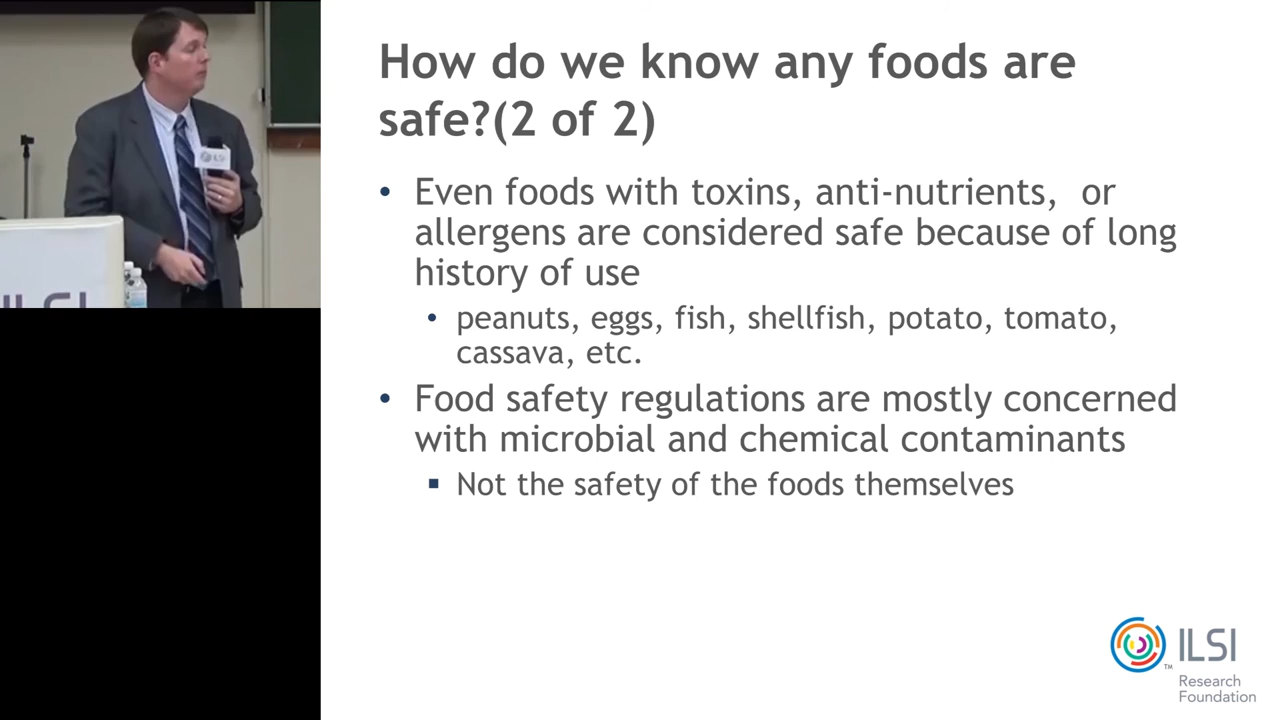 How do we know any foods are
safe?(2 of 2)
• Even foods with toxins, anti-nutrients, or
allergens are considered safe because of long
history of use
• peanuts, eggs, fish, shellfish, potato, tomato,
cassava, etc.
• Food safety regulations are mostly concerned
with microbial and chemical contaminants
▪ Not the safety of the foods themselves
ILSI
ILSI
ILSI
TM
Research
Foundation